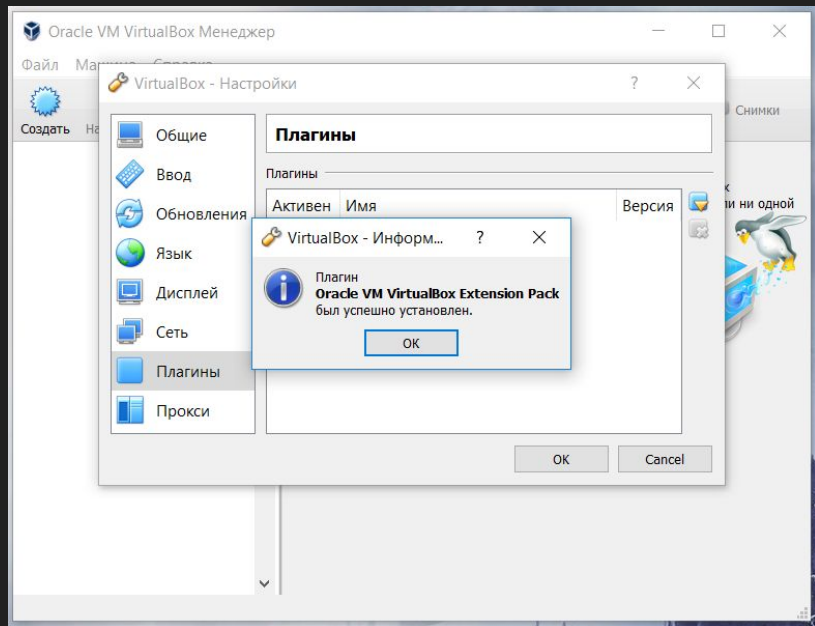 Oracle VM VirtualBox Менеджер
Файл
VirtualBox - Настройки
?
Создать
Снимки
Общие
Ввод
Обновления
Язык
Дисплей
Сеть
Плагины
Прокси
Плагины
Плагины
Активен Имя Версия
ни одной
VirtualBox - Информ... ?
Плагин
Oracle VM VirtualBox Extension Pack
был успешно установлен.
OK
OK Cancel